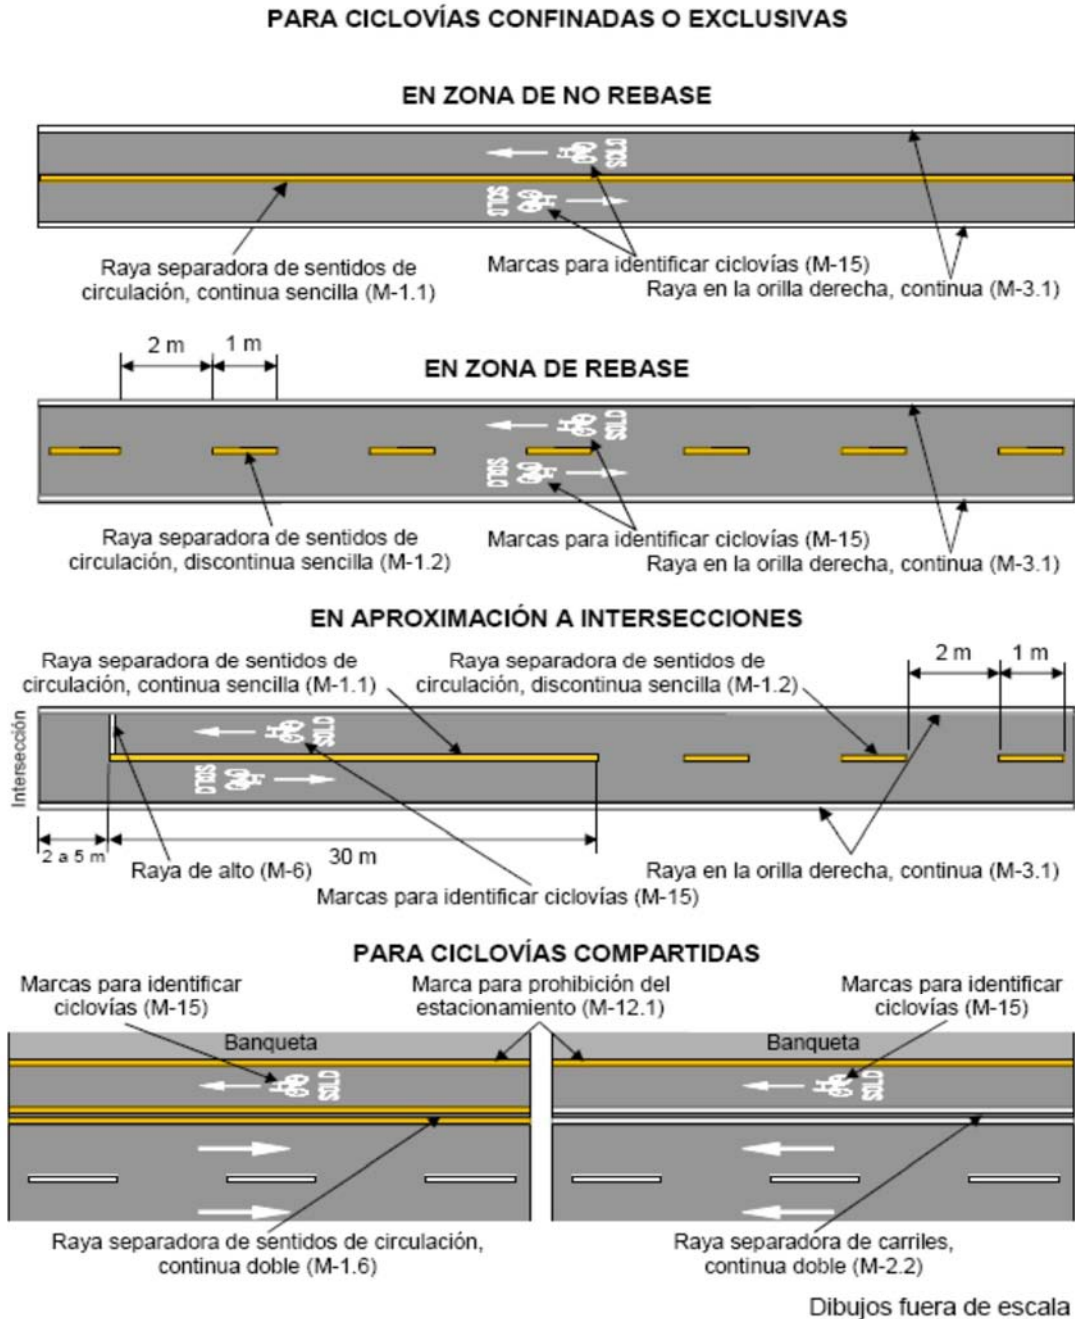 PARA CICLOVÍAS CONFINADAS O EXCLUSIVAS
EN ZONA DE NO REBASE
SOLO
SOLO
Raya separadora de sentidos de
circulación, continua sencilla (M-1.1)
Marcas para identificar ciclovías (M-15)
Raya en la orilla derecha, continua (M-3.1)
2 m
1 m
EN ZONA DE REBASE
SOLO
SOLO
Raya separadora de sentidos de
circulación, discontinua sencilla (M-1.2)
Marcas para identificar ciclovías (M-15)
Raya en la orilla derecha, continua (M-3.1)
EN APROXIMACIÓN A INTERSECCIONES
Raya separadora de sentidos de
circulación, continua sencilla (M-1.1)
Raya separadora de sentidos de
circulación, discontinua sencilla (M-1.2)
2 m
1 m
Intersección
SOLO
SOLO
2 a 5 m
30 m
Raya de alto (M-6)
Marcas para identificar ciclovías (M-15)
Raya en la orilla derecha, continua (M-3.1)
PARA CICLOVÍAS COMPARTIDAS
Marcas para identificar
ciclovías (M-15)
Marca para prohibición del
estacionamiento (M-12.1)
Marcas para identificar
ciclovías (M-15)
Banqueta
SOLO
Banqueta
SOLO
Raya separadora de sentidos de circulación,
continua doble (M-1.6)
Raya separadora de carriles,
continua doble (M-2.2)
Dibujos fuera de escala